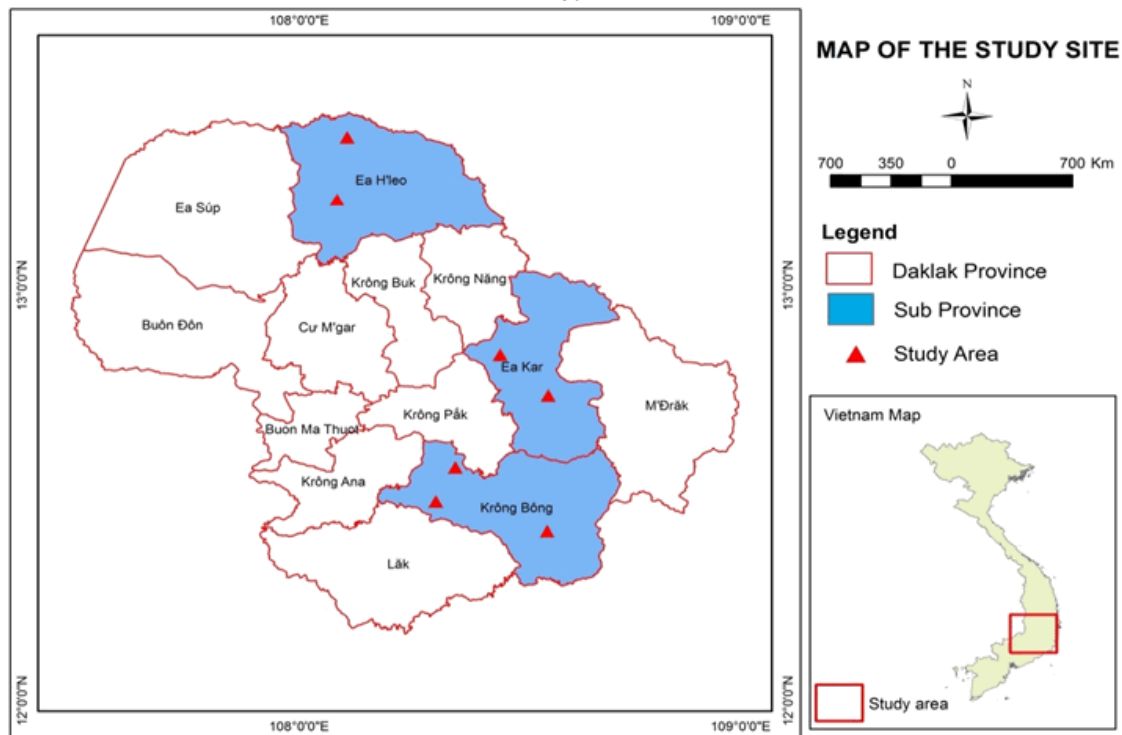 108°0'0"E
109°0'0"E
MAP OF THE STUDY SITE
N
700 350 0 700 Km
Legend
Daklak Province
Sub Province
Study Area
Vietnam Map
Study area
13°0'0"N
13°0'0"N
12°0'0"N
12°0'0"N
Ea H'leo
Ea Súp
Krông Buk
Krông Năng
Buôn Đôn
Cư M'gar
Ea Kar
M'Đrăk
Krông Pắk
Buôn Ma Thuột
Krông Ana
Krông Bông
Lăk
108°0'0"E
109°0'0"E